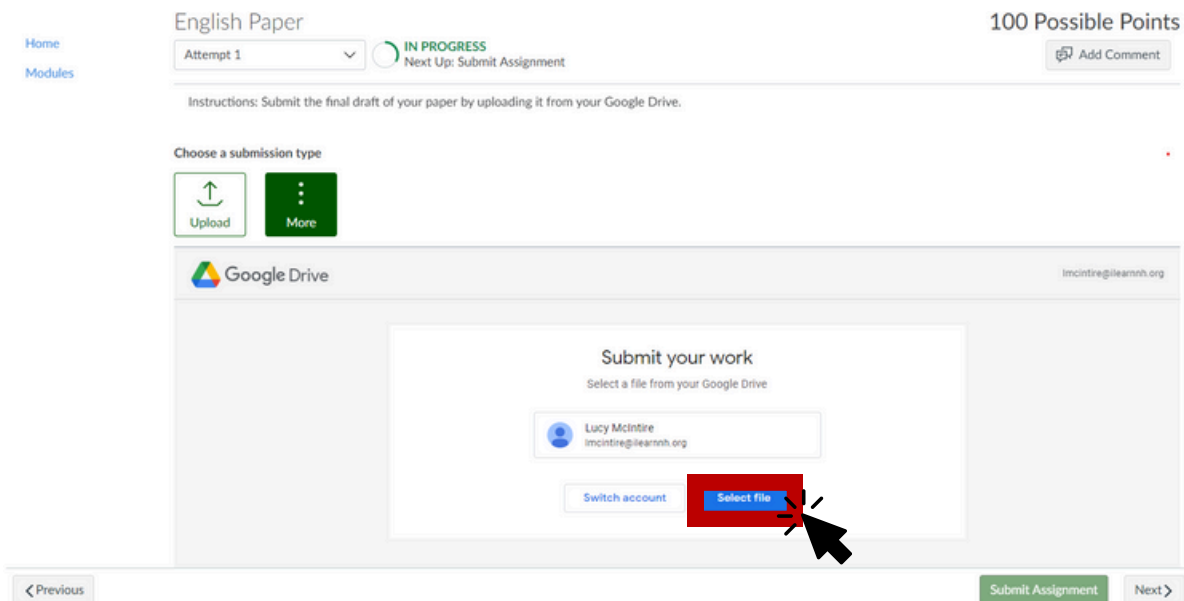 English Paper
100 Possible Points
Home
Attempt 1
IN PROGRESS
Next Up: Submit Assignment
Add Comment
Modules
Instructions: Submit the final draft of your paper by uploading it from your Google Drive.
Choose a submission type
Upload
More
Google Drive
lmcintire@ilearnnh.org
Submit your work
Select a file from your Google Drive
Lucy McIntire
lmcintire@ilearnnh.org
Switch account
Select file
Previous
Submit Assignment
Next